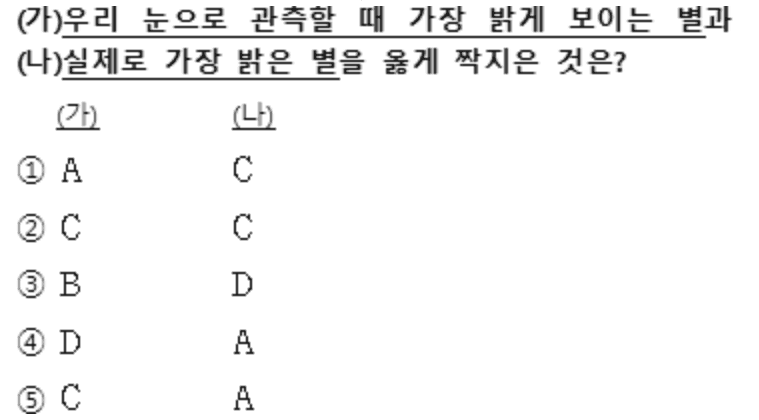 (가)우리 눈으로 관측할 때 가장 밝게 보이는 별과
(나)실제로 가장 밝은 별을 옳게 짝지은 것은?
(가) (나)
① A C
② C C
③ B D
④ D A
⑤ C A